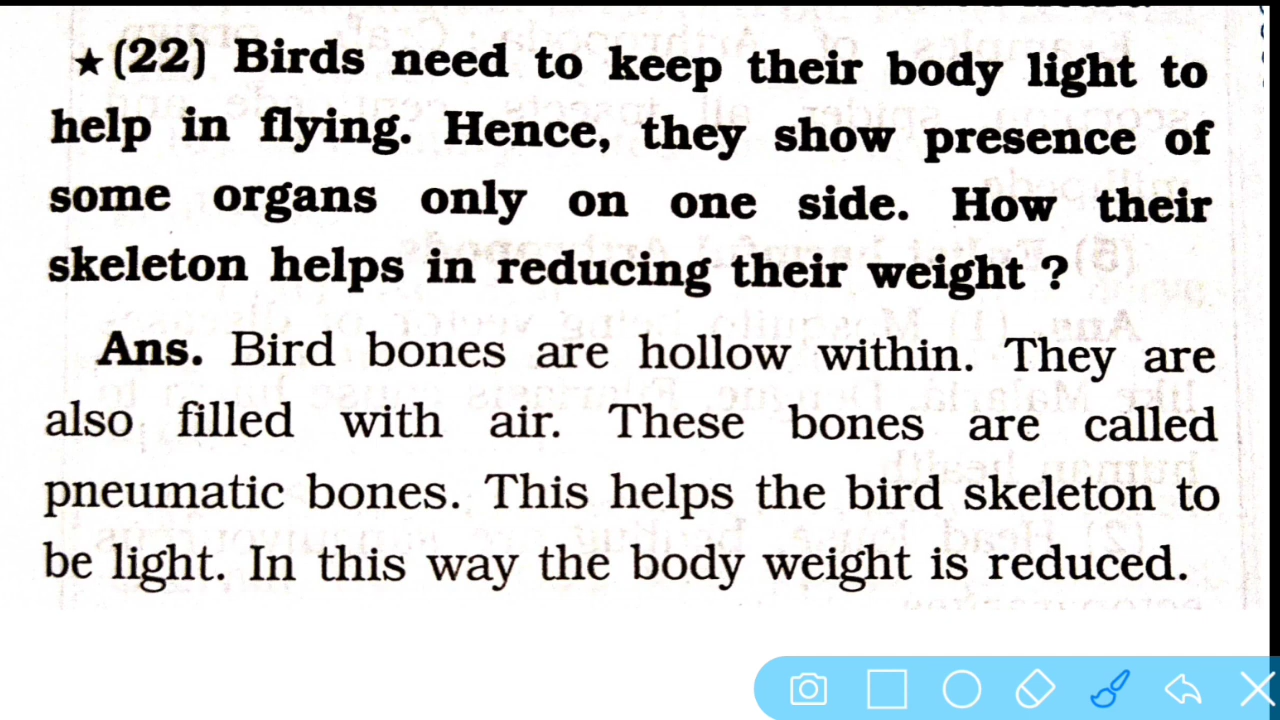 ★ (22) Birds need to keep their body light to
help in flying. Hence, they show presence of
some organs only on one side. How their
skeleton helps in reducing their weight ?
Ans. Bird bones are hollow within. They are
also filled with air. These bones are called
pneumatic bones. This helps the bird skeleton to
be light. In this way the body weight is reduced.